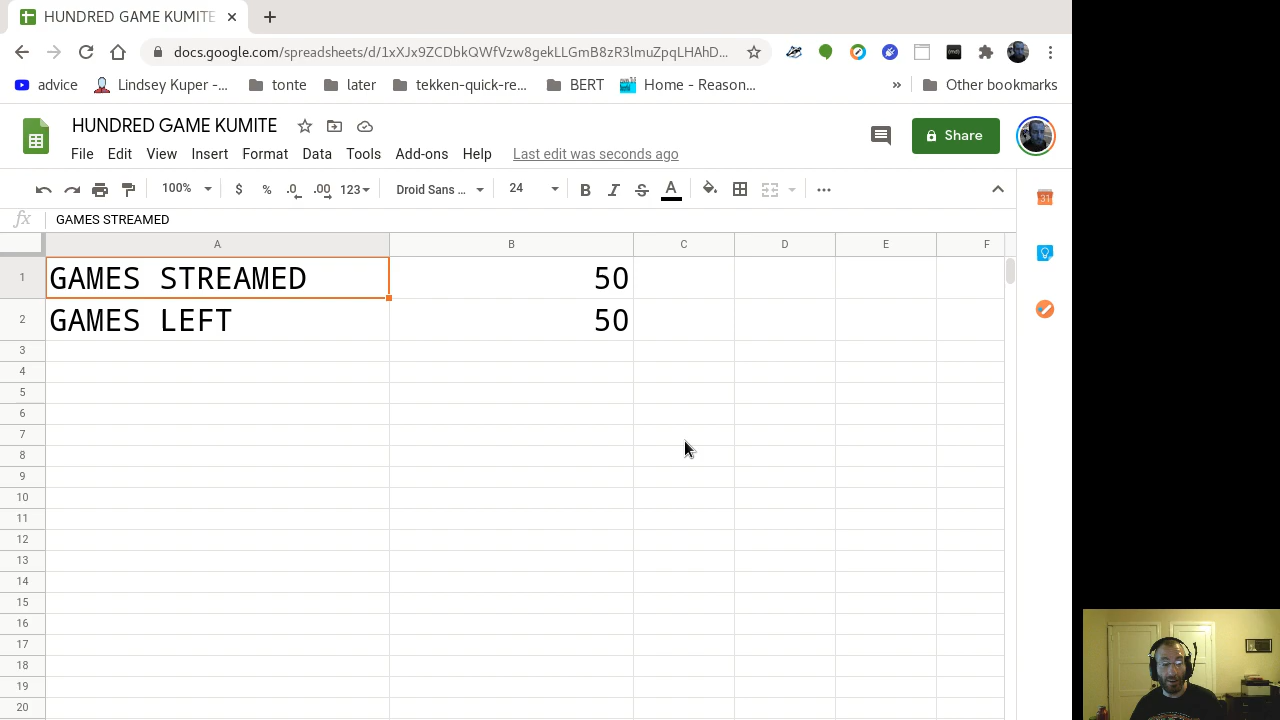 HUNDRED GAME KUMITE
docs.google.com/spreadsheets/d/1xXJx9ZCDbkQWfVzw8gekLLGmB8zR3lmuZpqLHAhD...
advice
Lindsey Kuper -...
tonte
later
tekken-quick-re...
BERT
Home - Reason...
»
Other bookmarks
HUNDRED GAME KUMITE
Share
File Edit View Insert Format Data Tools Add-ons Help Last edit was seconds ago
100% $ % .0 .00 123 Droid Sans ... 24 B I S A
31
fx GAMES STREAMED
A B C D E F
1 GAMES STREAMED 50
2 GAMES LEFT 50
3
4
5
6
7
8
9
10
11
12
13
14
15
16
17
18
19
20